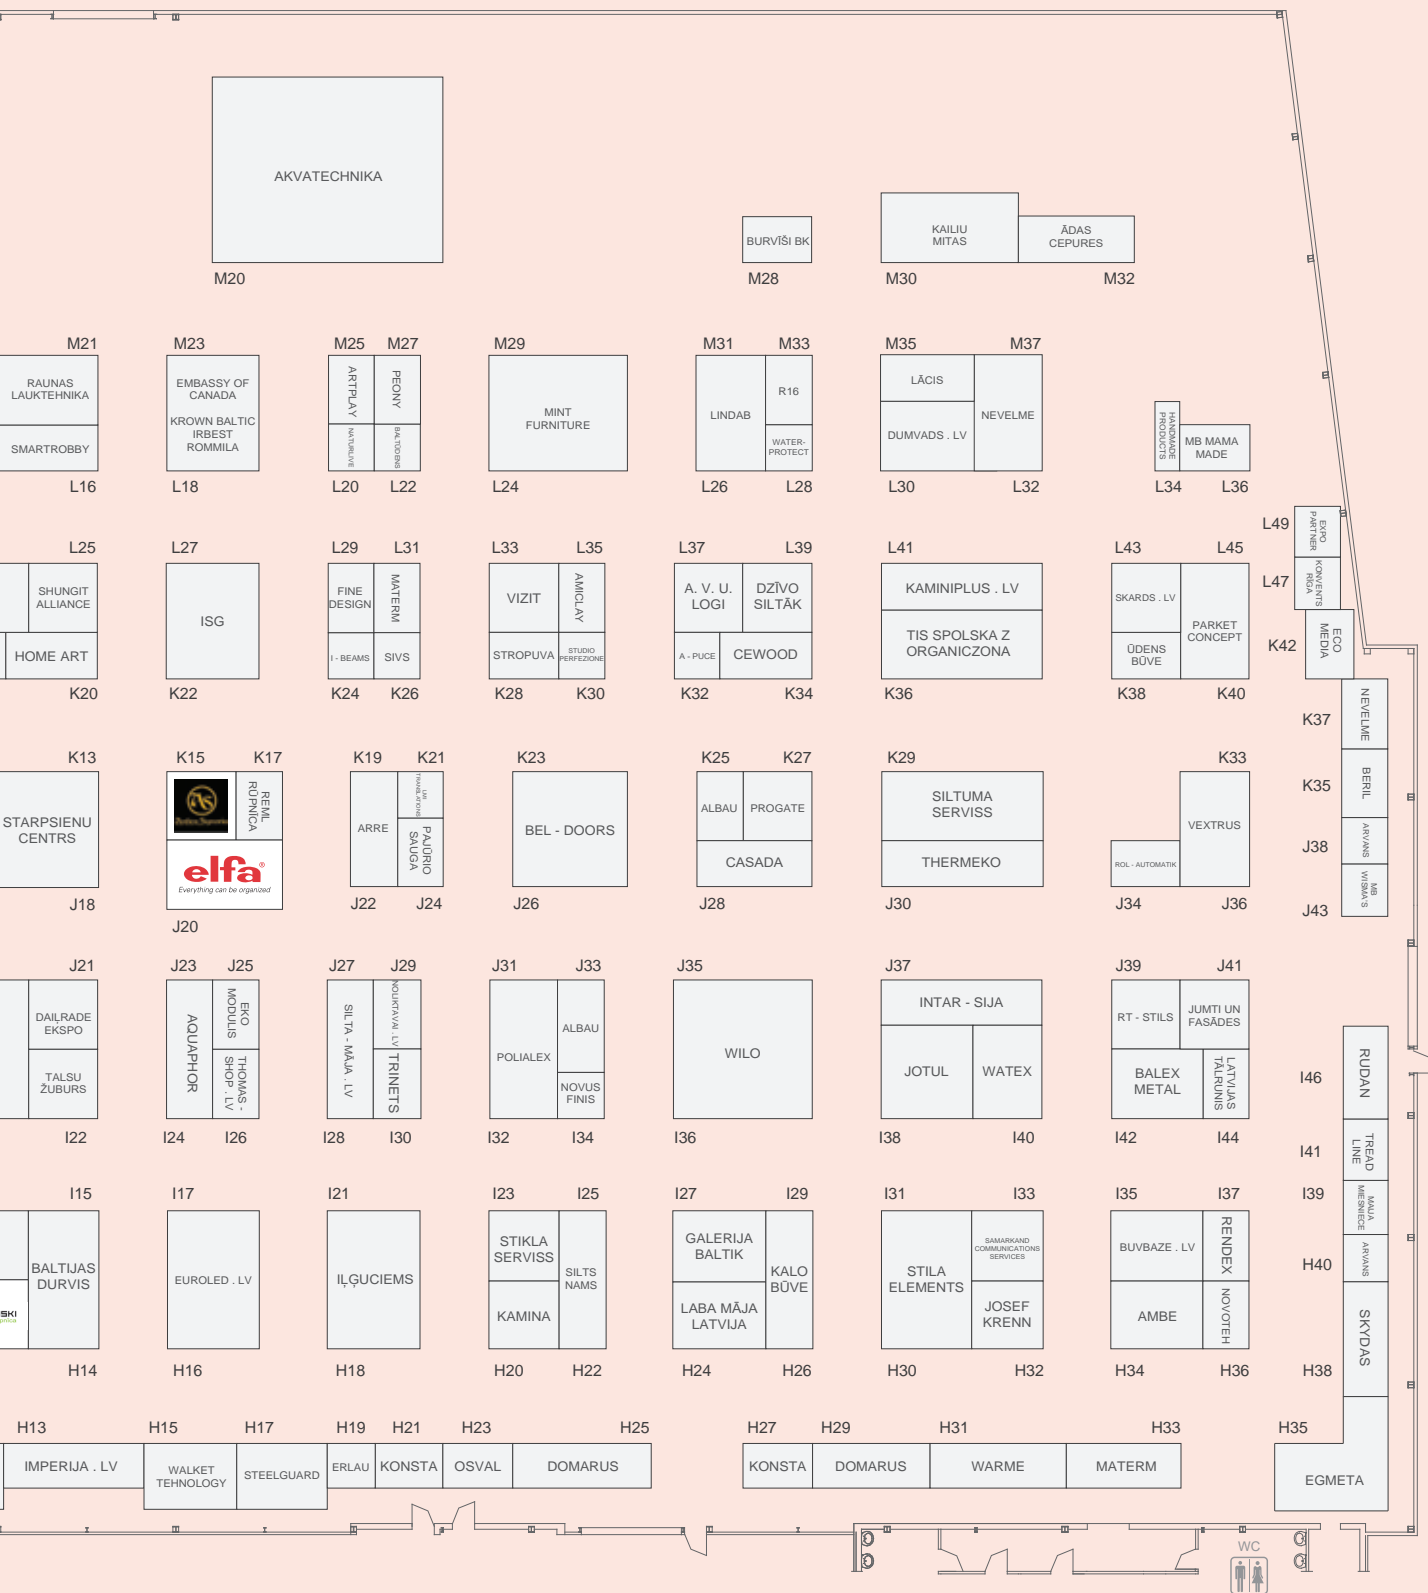 AKVATECHNIKA
BURVĪŠI BK
KAILIU
MITAS
ĀDAS
CEPURES
M20
M28
M30
M32
M21
M23
M25
M27
M29
M31
M33
M35
M37
RAUNAS
LAUKTEHNIKA
SMARTROBBY
EMBASSY OF
CANADA
KROWN BALTIC
IRBEST
ROMMILA
ARTPLAY
PEONY
NATURLIVE
BALTŪDENS
MINT
FURNITURE
LINDAB
R16
WATER-
PROTECT
LĀCIS
DUMVADS . LV
NEVELME
HANDMADE
PRODUCTS
MB MAMA
MADE
L16
L18
L20
L22
L24
L26
L28
L30
L32
L34
L36
L49
EXPO
PARTNER
L25
L27
L29
L31
L33
L35
L37
L39
L41
L43
L45
L47
KONVENTS
RĪGA
SHUNGIT
ALLIANCE
HOME ART
ISG
FINE
DESIGN
MATERM
I - BEAMS
SIVS
VIZIT
AMICLAY
STROPUVA
STUDIO
PERFEZIONE
A. V. U.
LOGI
DZĪVO
SILTĀK
A - PUCE
CEWOOD
KAMINIPLUS . LV
TIS SPOLSKA Z
ORGANICZONA
SKARDS . LV
ŪDENS
BŪVE
PARKET
CONCEPT
K42
ECO
MEDIA
K20
K22
K24
K26
K28
K30
K32
K34
K36
K38
K40
K37
NEVELME
K13
K15
K17
K19
K21
K23
K25
K27
K29
K33
K35
BERIL
STARPSIENU
CENTRS
REML
RŪPNĪCA
elfa®
Everything can be organized
ARRE
TRANSLATIONS
PAJŪRIO
SAUGA
BEL - DOORS
ALBAU
PROGATE
CASADA
SILTUMA
SERVISS
THERMEKO
ROL - AUTOMATIK
VEXTRUS
J38
ARVANS
J43
MB
WISMA'S
J18
J20
J22
J24
J26
J28
J30
J34
J36
J21
J23
J25
J27
J29
J31
J33
J35
J37
J39
J41
DAIĻRADE
EKSPO
TALSU
ŽUBURS
AQUAPHOR
EKO
MODULIS
THOMAS -
SHOP . LV
SILTA - MĀJA . LV
NOLIKTAVAI . LV
TRINETS
POLIALEX
ALBAU
NOVUS
FINIS
WILO
INTAR - SIJA
JOTUL
WATEX
RT - STILS
JUMTI UN
FASĀDES
BALEX
METAL
LATVIJAS
TĀLRUNIS
I46
RUDAN
I22
I24
I26
I28
I30
I32
I34
I36
I38
I40
I42
I44
I41
TREAD
LINE
I15
I17
I21
I23
I25
I27
I29
I31
I33
I35
I37
I39
MAIJA
MIESNIECE
BALTIJAS
DURVIS
EUROLED . LV
IĻĢUCIEMS
STIKLA
SERVISS
KAMINA
SILTS
NAMS
GALERIJA
BALTIK
LABA MĀJA
LATVIJA
KALO
BŪVE
STILA
ELEMENTS
SAMARKAND
COMMUNICATIONS
SERVICES
JOSEF
KRENN
BUVBAZE . LV
RENDEX
AMBE
NOVOTEH
H40
ARVANS
SKI
H38
SKYDAS
H14
H16
H18
H20
H22
H24
H26
H30
H32
H34
H36
H13
H15
H17
H19
H21
H23
H25
H27
H29
H31
H33
H35
IMPERIJA . LV
WALKET
TEHNOLOGY
STEELGUARD
ERLAU
KONSTA
OSVAL
DOMARUS
KONSTA
DOMARUS
WARME
MATERM
EGMETA
WC